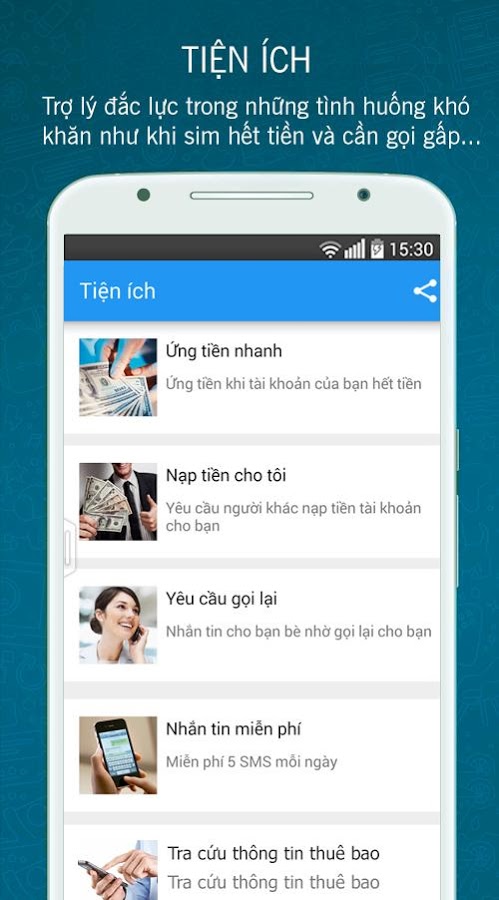 TIỆN ÍCH
Trợ lý đắc lực trong những tình huống khó
khăn như khi sim hết tiền và cần gọi gấp...
15:30
Tiện ích
Ứng tiền nhanh
Ứng tiền khi tài khoản của bạn hết tiền
Nạp tiền cho tôi
Yêu cầu người khác nạp tiền tài khoản
cho bạn
Yêu cầu gọi lại
Nhắn tin cho bạn bè nhờ gọi lại cho bạn
Nhắn tin miễn phí
Miễn phí 5 SMS mỗi ngày
Tra cứu thông tin thuê bao
Tra cứu thông tin thuê bao